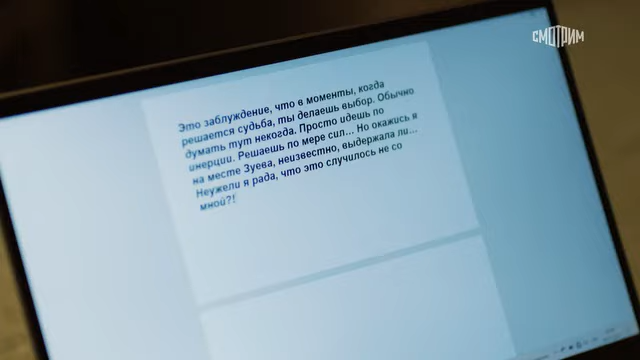 СМОТРИМ
Это заблуждение, что в моменты, когда
решается судьба, ты делаешь выбор. Обычно
думать тут некогда. Просто идешь по
инерции. Решаешь по мере сил... Но окажись я
на месте Зуева, неизвестно, выдержала ли...
Неужели я рада, что это случилось не со
мной?!